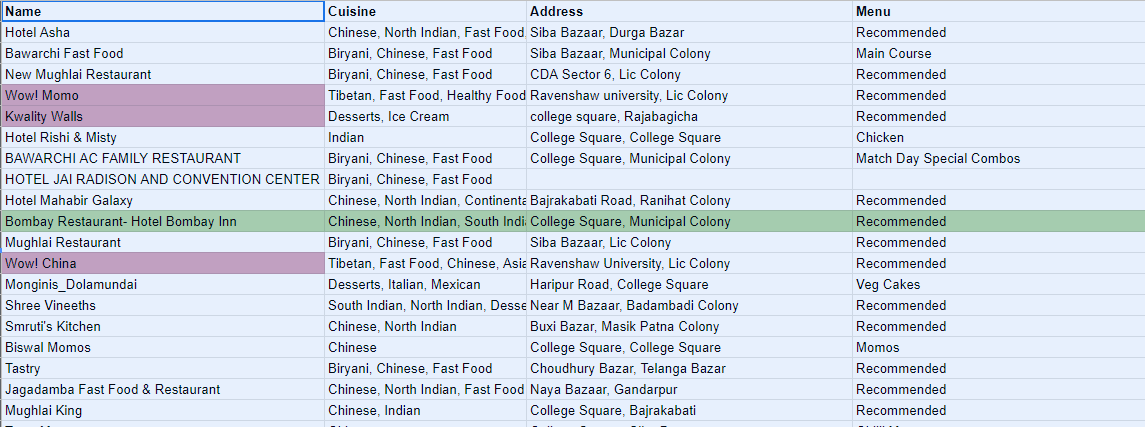 Name Cuisine Address Menu
Hotel Asha Chinese, North Indian, Fast Food, Siba Bazaar, Durga Bazar Recommended
Bawarchi Fast Food Biryani, Chinese, Fast Food Siba Bazaar, Municipal Colony Main Course
New Mughlai Restaurant Biryani, Chinese, Fast Food CDA Sector 6, Lic Colony Recommended
Wow! Momo Tibetan, Fast Food, Healthy Food Ravenshaw university, Lic Colony Recommended
Kwality Walls Desserts, Ice Cream college square, Rajabagicha Recommended
Hotel Rishi & Misty Indian College Square, College Square Chicken
BAWARCHI AC FAMILY RESTAURANT Biryani, Chinese, Fast Food College Square, Municipal Colony Match Day Special Combos
HOTEL JAI RADISON AND CONVENTION CENTER Biryani, Chinese, Fast Food
Hotel Mahabir Galaxy Chinese, North Indian, Continenta Bajrakabati Road, Ranihat Colony Recommended
Bombay Restaurant- Hotel Bombay Inn Chinese, North Indian, South India College Square, Municipal Colony Recommended
Mughlai Restaurant Biryani, Chinese, Fast Food Siba Bazaar, Lic Colony Recommended
Wow! China Tibetan, Fast Food, Chinese, Asia Ravenshaw University, Lic Colony Recommended
Monginis_Dolamundai Desserts, Italian, Mexican Haripur Road, College Square Veg Cakes
Shree Vineeths South Indian, North Indian, Desse Near M Bazaar, Badambadi Colony Recommended
Smruti's Kitchen Chinese, North Indian Buxi Bazar, Masik Patna Colony Recommended
Biswal Momos Chinese College Square, College Square Momos
Tastry Biryani, Chinese, Fast Food Choudhury Bazar, Telanga Bazar Recommended
Jagadamba Fast Food & Restaurant Chinese, North Indian, Fast Food Naya Bazaar, Gandarpur Recommended
Mughlai King Chinese, Indian College Square, Bajrakabati Recommended